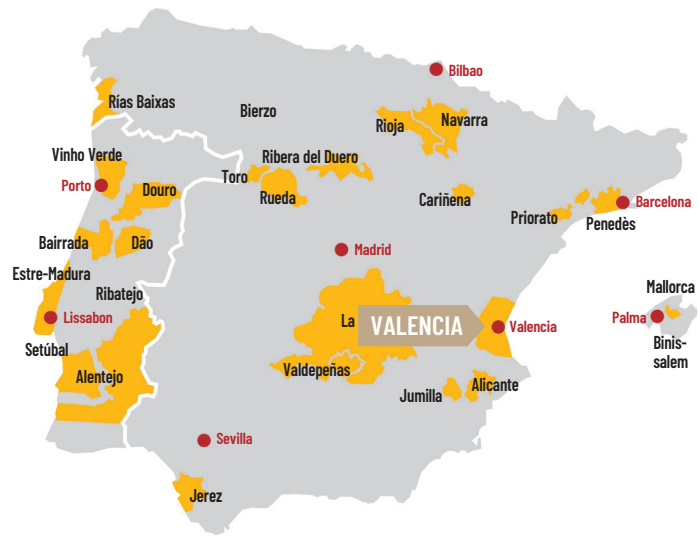 Bilbao
Rías Baixas
Bierzo
Rioja
Navarra
Vinho Verde
Ribera del Duero
Toro
Porto
Douro
Rueda
Cariñena
Priorato
Barcelona
Penedès
Bairrada
Dão
Madrid
Estre-Madura
Ribatejo
Mallorca
Lissabon
La
VALENCIA
Valencia
Palma
Binis-
salem
Setúbal
Alentejo
Valdepeñas
Jumilla
Alicante
Sevilla
Jerez